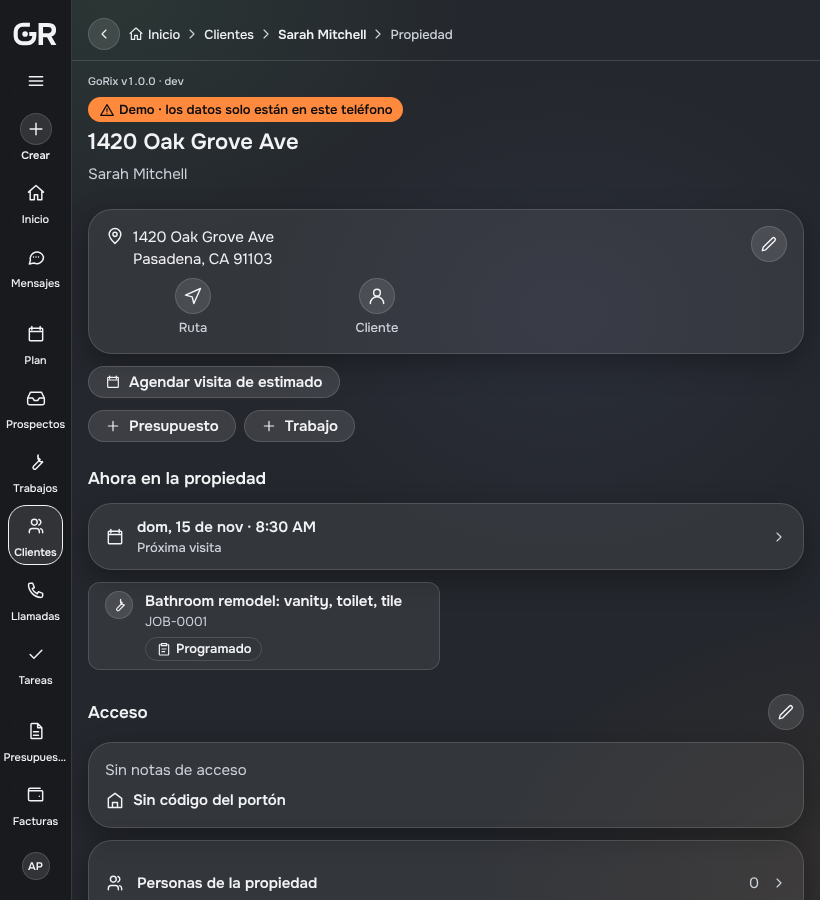 GR
Inicio
Clientes
Sarah Mitchell
Propiedad
GoRix v1.0.0 · dev
Demo · los datos solo están en este teléfono
1420 Oak Grove Ave
Sarah Mitchell
1420 Oak Grove Ave
Pasadena, CA 91103
Ruta
Cliente
Agendar visita de estimado
Presupuesto
Trabajo
Ahora en la propiedad
dom, 15 de nov · 8:30 AM
Próxima visita
Bathroom remodel: vanity, toilet, tile
JOB-0001
Programado
Acceso
Sin notas de acceso
Sin código del portón
Personas de la propiedad
0
Crear
Inicio
Mensajes
Plan
Prospectos
Trabajos
Clientes
Llamadas
Tareas
Presupues...
Facturas
AP